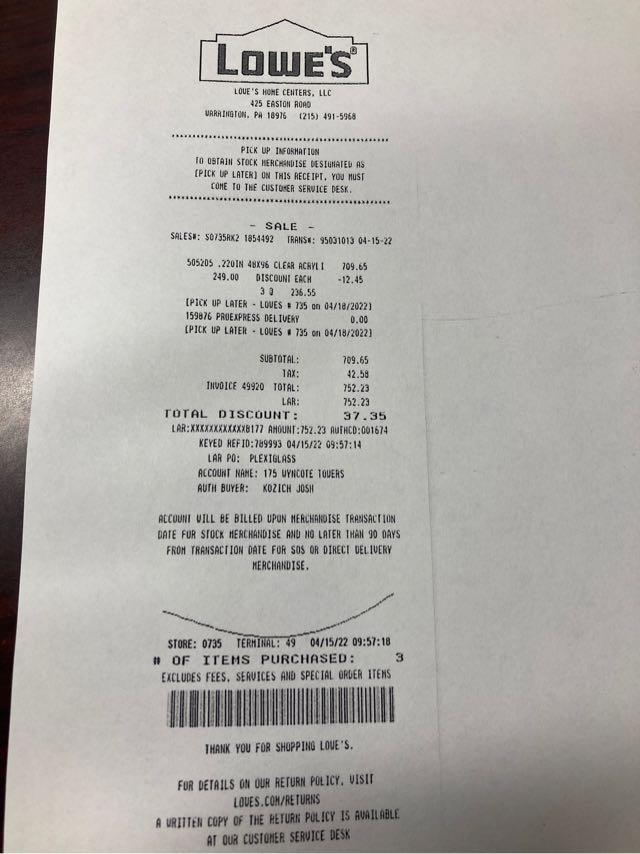 LOWE'S®
LOWE'S HOME CENTERS, LLC
425 EASTON ROAD
WARRINGTON, PA 18976 (215) 491-5968
PICK UP INFORMATION
TO OBTAIN STOCK MERCHANDISE DESIGNATED AS
[PICK UP LATER] ON THIS RECEIPT, YOU MUST
COME TO THE CUSTOMER SERVICE DESK.
- SALE -
SALES#: S0735RK2 1854492 TRANS#: 95031013 04-15-22
505205 .220IN 48X96 CLEAR ACRYLI 709.65
249.00 DISCOUNT EACH -12.45
3 @ 236.55
[PICK UP LATER - LOWES # 735 on 04/18/2022]
159876 PROEXPRESS DELIVERY 0.00
[PICK UP LATER - LOWES # 735 on 04/18/2022]
SUBTOTAL: 709.65
TAX: 42.58
INVOICE 49920 TOTAL: 752.23
LAR: 752.23
TOTAL DISCOUNT: 37.35
LAR:XXXXXXXXXXXX8177 AMOUNT:752.23 AUTHCD:001674
KEYED REFID:789993 04/15/22 09:57:14
LAR PO: PLEXIGLASS
ACCOUNT NAME: 175 WYNCOTE TOWERS
AUTH BUYER: KOZICH JOSH
ACCOUNT WILL BE BILLED UPON MERCHANDISE TRANSACTION
DATE FOR STOCK MERCHANDISE AND NO LATER THAN 90 DAYS
FROM TRANSACTION DATE FOR SOS OR DIRECT DELIVERY
MERCHANDISE.
STORE: 0735 TERMINAL: 49 04/15/22 09:57:18
# OF ITEMS PURCHASED: 3
EXCLUDES FEES, SERVICES AND SPECIAL ORDER ITEMS
THANK YOU FOR SHOPPING LOWE'S.
FOR DETAILS ON OUR RETURN POLICY, VISIT
LOWES.COM/RETURNS
A WRITTEN COPY OF THE RETURN POLICY IS AVAILABLE
AT OUR CUSTOMER SERVICE DESK